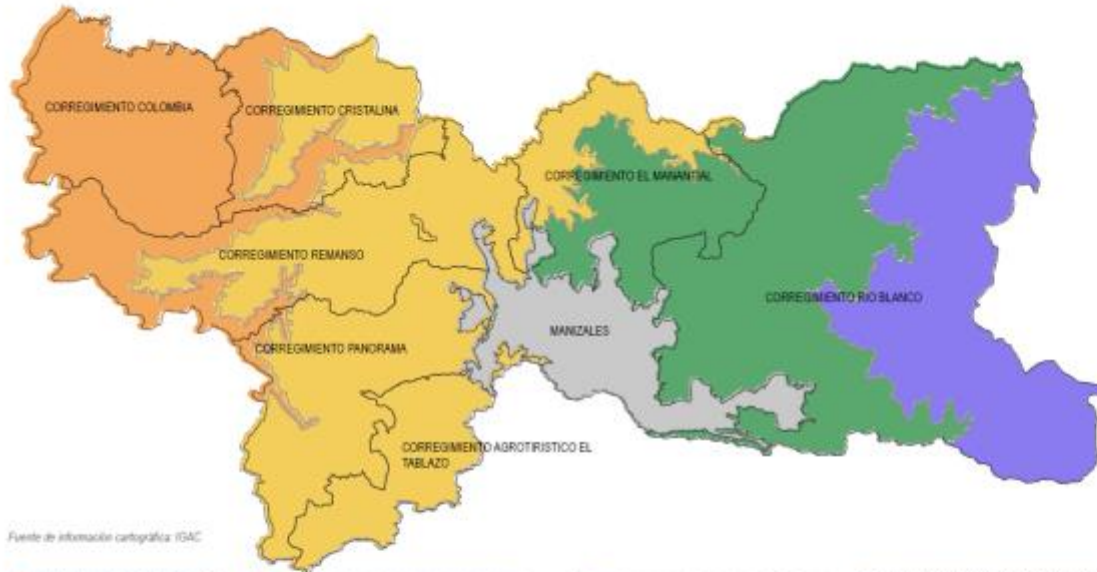 CORREGIMIENTO COLOMBIA
CORREGIMIENTO CRISTALINA
CORREGIMIENTO EL MANANTIAL
CORREGIMIENTO REMANSO
CORREGIMIENTO RIO BLANCO
MANIZALES
CORREGIMIENTO PANORAMA
CORREGIMIENTO AGROTIRISTICO EL
TABLAZO
Fuente de información cartográfica: IGAC